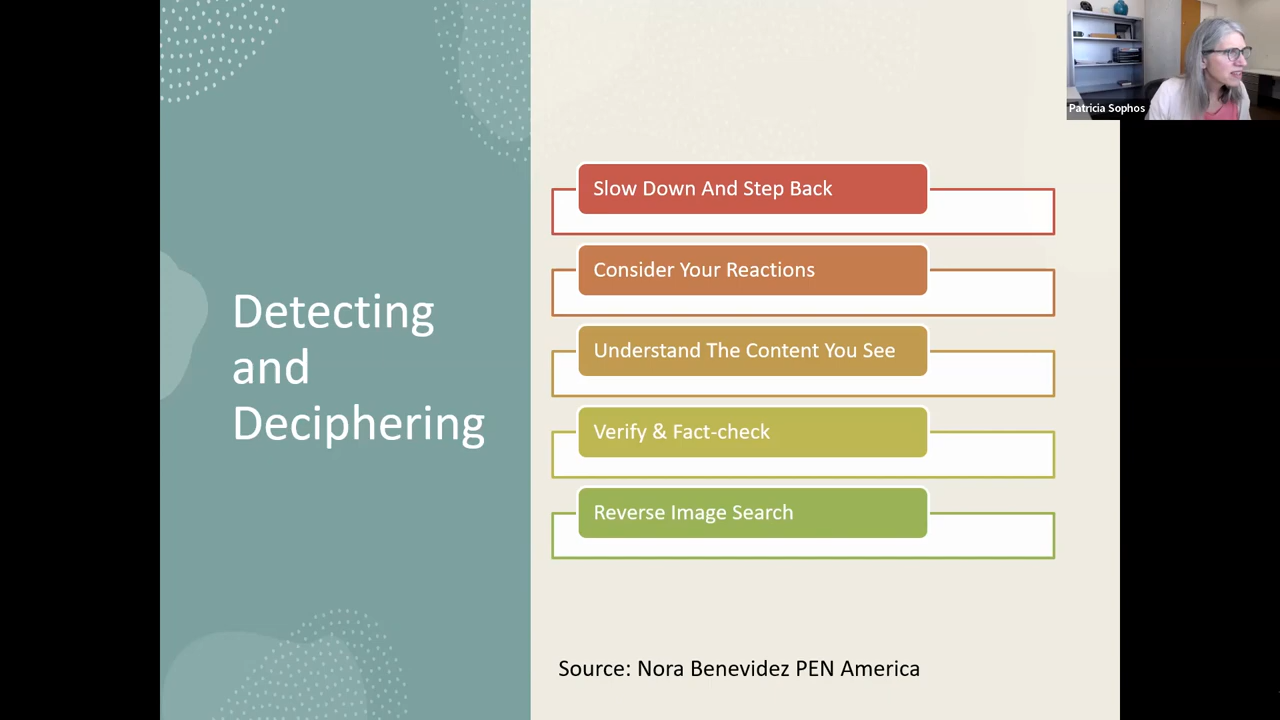 Patricia Sophos
Detecting
and
Deciphering
Slow Down And Step Back
Consider Your Reactions
Understand The Content You See
Verify & Fact-check
Reverse Image Search
Source: Nora Benevidez PEN America